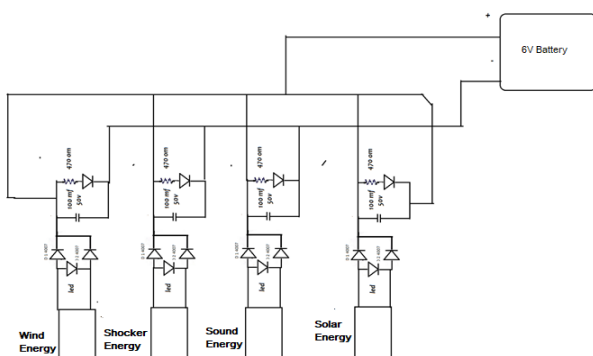 +
6V Battery
-
470 om
470 om
470 om
470 om
100 mf
50v
100 mf
50v
100 mf
50v
100 mf
50v
led
led
led
led
Wind
Energy
Shocker
Energy
Sound
Energy
Solar
Energy